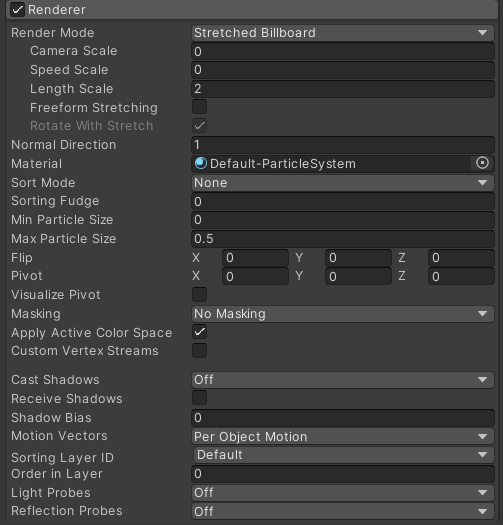 Renderer
Render Mode Stretched Billboard
Camera Scale 0
Speed Scale 0
Length Scale 2
Freeform Stretching
Rotate With Stretch
Normal Direction 1
Material Default-ParticleSystem
Sort Mode None
Sorting Fudge 0
Min Particle Size 0
Max Particle Size 0.5
Flip X 0 Y 0 Z 0
Pivot X 0 Y 0 Z 0
Visualize Pivot
Masking No Masking
Apply Active Color Space
Custom Vertex Streams
Cast Shadows Off
Receive Shadows
Shadow Bias 0
Motion Vectors Per Object Motion
Sorting Layer ID Default
Order in Layer 0
Light Probes Off
Reflection Probes Off